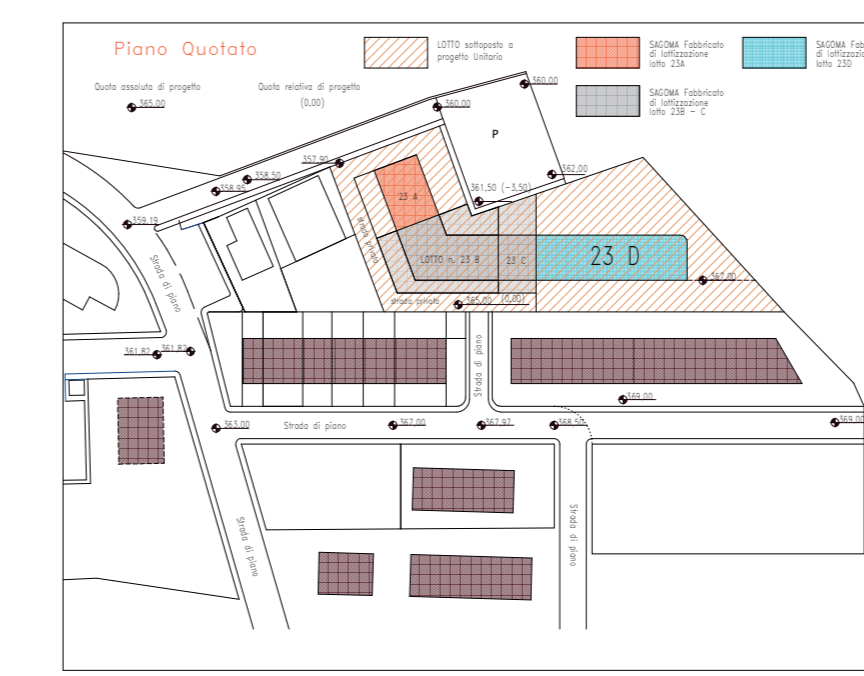 Piano Quotato
LOTTO sottoposto a
progetto Unitario
SAGOMA Fabbricato
di lottizzazione
lotto 23A
SAGOMA Fab
di lottizzazio
lotto 23D
SAGOMA Fabbricato
di lottizzazione
lotto 23B - C
Quota assoluta di progetto
365,00
Quota relativa di progetto
(0,00)
360,00
360,00
P
357,90
358,50
358,95
362,00
361,50 (-3,50)
359,19
23 A
strada privata
LOTTO n. 23 B
23 C
23 D
367,00
strada privata
365,00 (0,00)
Strada di piano
361,82
361,82
Strada di piano
369,00
363,00
Strada di piano
367,00
367,97
368,50
369,00
Strada di piano
Strada di piano